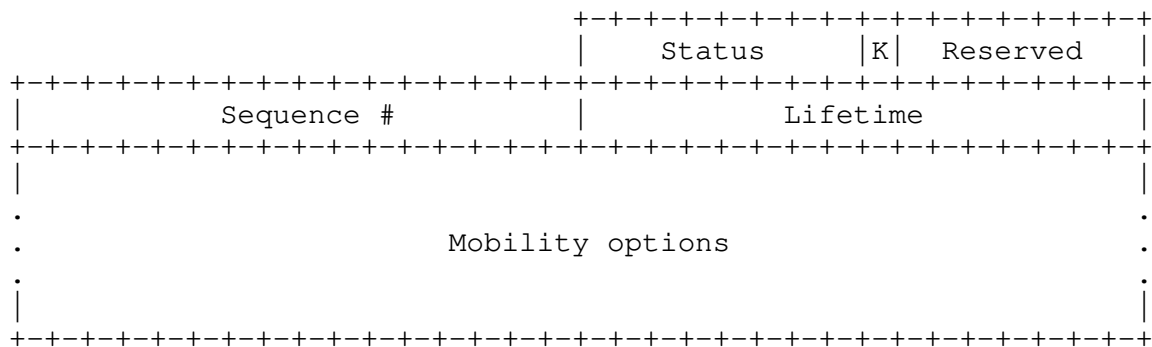 +-+-+-+-+-+-+-+-+-+-+-+-+-+-+-+-+
                                |    Status     |K|  Reserved   |
+-+-+-+-+-+-+-+-+-+-+-+-+-+-+-+-+-+-+-+-+-+-+-+-+-+-+-+-+-+-+-+-+
|           Sequence #          |           Lifetime            |
+-+-+-+-+-+-+-+-+-+-+-+-+-+-+-+-+-+-+-+-+-+-+-+-+-+-+-+-+-+-+-+-+
|                                                               |
.                                                               .
.                        Mobility options                       .
.                                                               .
|                                                               |
+-+-+-+-+-+-+-+-+-+-+-+-+-+-+-+-+-+-+-+-+-+-+-+-+-+-+-+-+-+-+-+-+